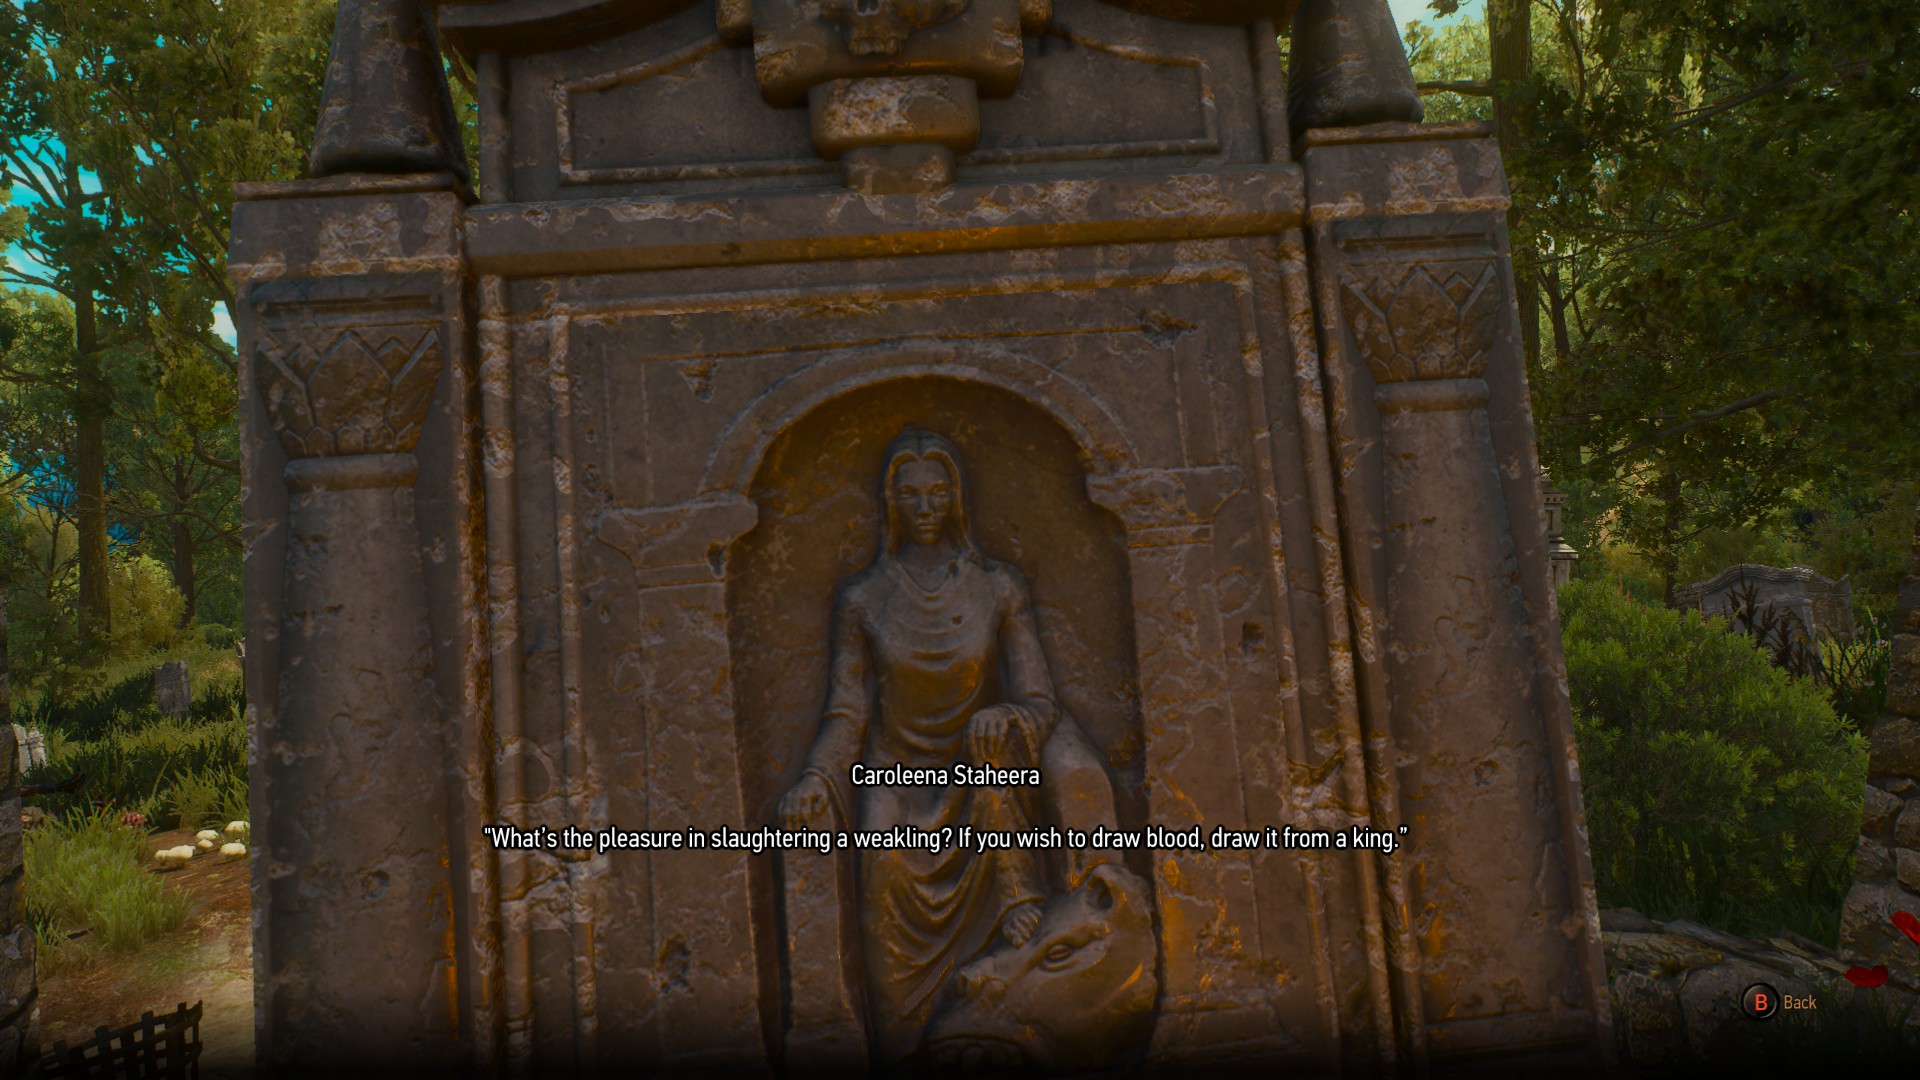 Caroleena Staheera
"What’s the pleasure in slaughtering a weakling? If you wish to draw blood, draw it from a king.”
B Back